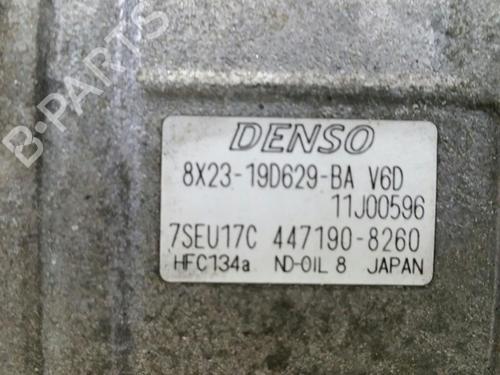 B-PARTS
DENSO
8X23-19D629-BA V6D
11J00596
7SEU17C 447190-8260
HFC134a ND-OIL 8 JAPAN